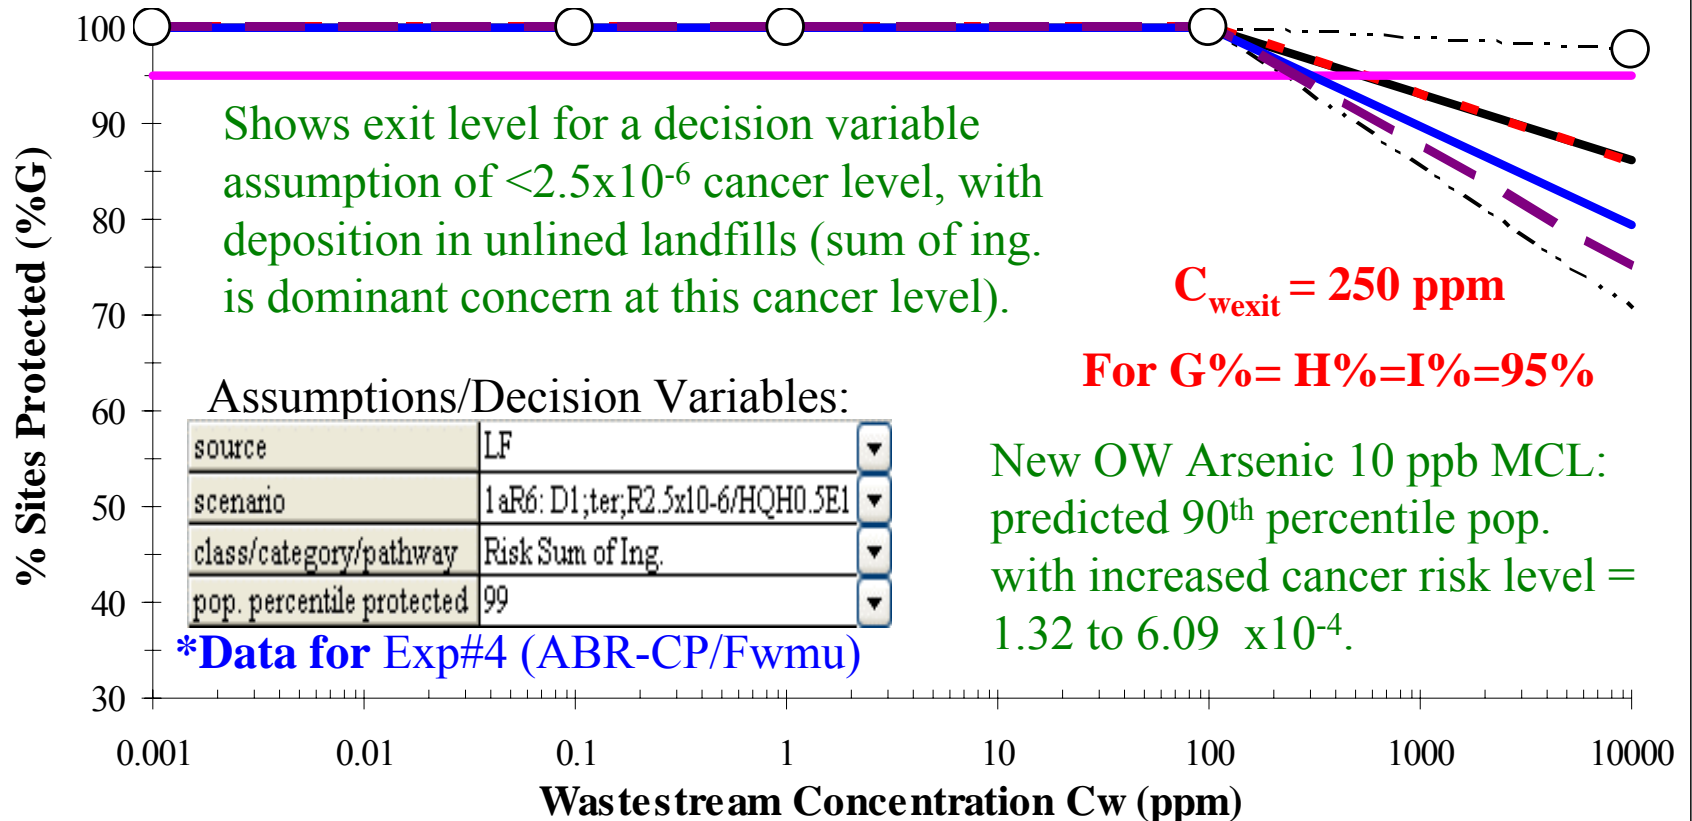 % Sites Protected (%G)
100
90
80
70
60
50
40
30
Shows exit level for a decision variable
assumption of <2.5x10-6 cancer level, with
deposition in unlined landfills (sum of ing.
is dominant concern at this cancer level).
Cwexit = 250 ppm
For G%= H%=I%=95%
Assumptions/Decision Variables:
source LF
scenario 1aR6: D1;ter;R2.5x10-6/HQH0.5E1
class/category/pathway Risk Sum of Ing.
pop. percentile protected 99
*Data for Exp#4 (ABR-CP/Fwmu)
New OW Arsenic 10 ppb MCL:
predicted 90th percentile pop.
with increased cancer risk level =
1.32 to 6.09 x10-4.
0.001 0.01 0.1 1 10 100 1000 10000
Wastestream Concentration Cw (ppm)